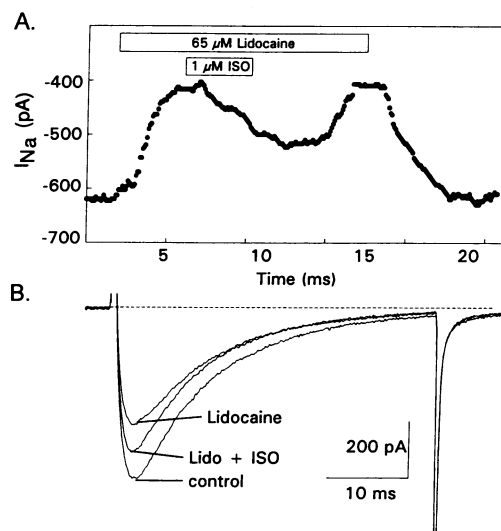 A.
65 µM Lidocaine
1 µM ISO
-400
-500
-600
-700
I_Na (pA)
5
10
15
20
Time (ms)
B.
Lidocaine
Lido + ISO
control
200 pA
10 ms